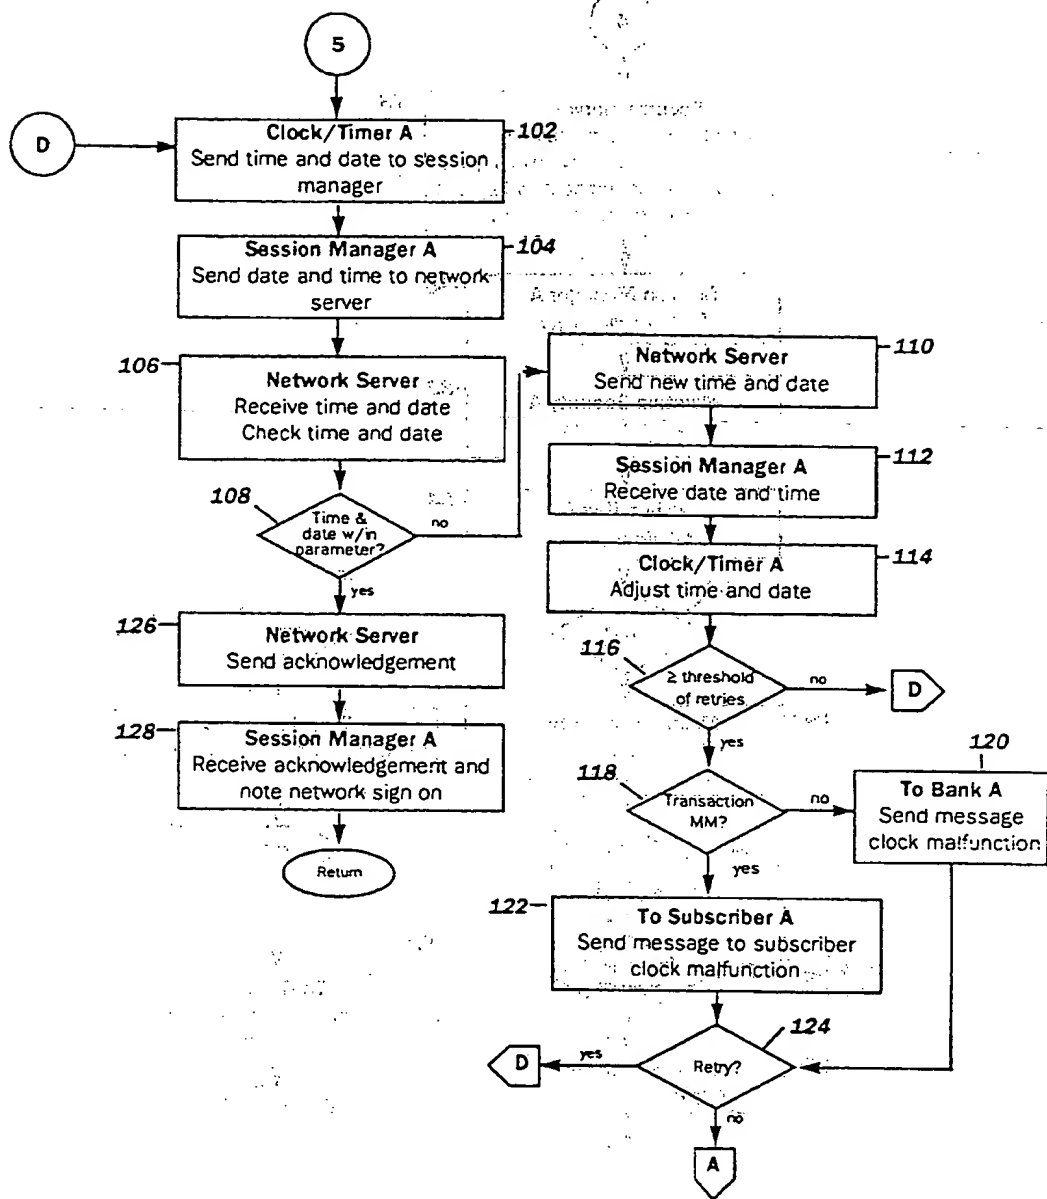 5
D
Clock/Timer A
Send time and date to session
manager
102
Session Manager A
Send date and time to network
server
104
106
Network Server
Receive time and date
Check time and date
108
Time &
date w/in
parameter?
no
yes
126
Network Server
Send acknowledgement
128
Session Manager A
Receive acknowledgement and
note network sign on
Return
Network Server
Send new time and date
110
Session Manager A
Receive date and time
112
Clock/Timer A
Adjust time and date
114
116
≥ threshold
of retries
no
D
yes
118
Transaction
MM?
no
yes
120
To Bank A
Send message
clock malfunction
122
To Subscriber A
Send message to subscriber
clock malfunction
124
Retry?
yes
D
no
A